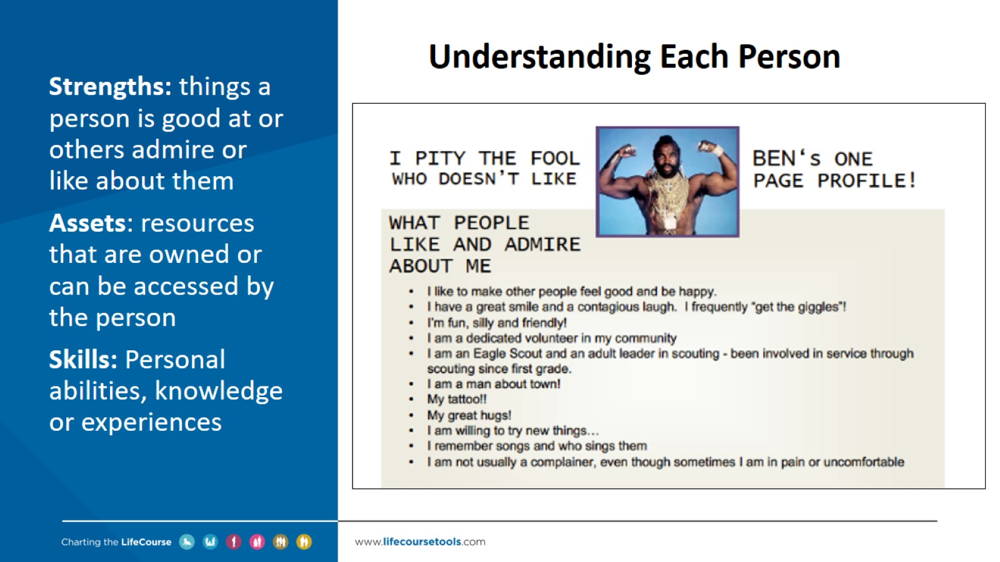 Understanding Each Person
Strengths: things a
person is good at or
others admire or
like about them
Assets: resources
that are owned or
can be accessed by
the person
Skills: Personal
abilities, knowledge
or experiences
I PITY THE FOOL
WHO DOESN'T LIKE
BEN‘s ONE
PAGE PROFILE!
WHAT PEOPLE
LIKE AND ADMIRE
ABOUT ME
• I like to make other people feel good and be happy.
• I have a great smile and a contagious laugh. I frequently "get the giggles"!
• I'm fun, silly and friendly!
• I am a dedicated volunteer in my community
• I am an Eagle Scout and an adult leader in scouting - been involved in service through
scouting since first grade.
• I am a man about town!
• My tattoo!!
• My great hugs!
• I am willing to try new things…
• I remember songs and who sings them
• I am not usually a complainer, even though sometimes I am in pain or uncomfortable
Charting the LifeCourse
www.lifecoursetools.com